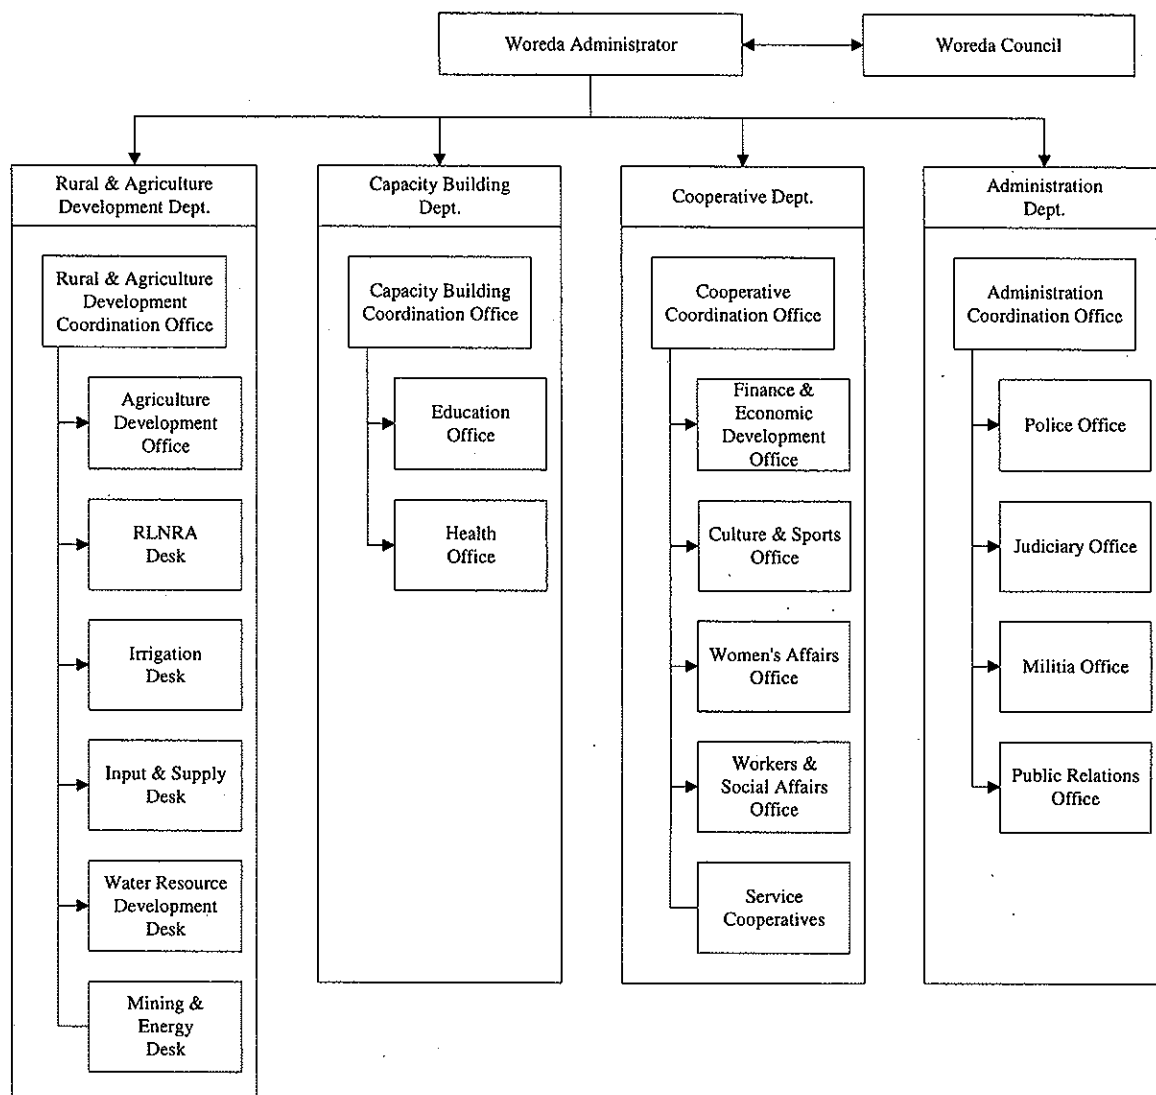 Woreda Administrator
Woreda Council
Rural & Agriculture
Development Dept.
Capacity Building
Dept.
Cooperative Dept.
Administration
Dept.
Rural & Agriculture
Development
Coordination Office
Capacity Building
Coordination Office
Cooperative
Coordination Office
Administration
Coordination Office
Agriculture
Development
Office
Education
Office
Finance &
Economic
Development
Office
Police Office
RLNRA
Desk
Health
Office
Culture & Sports
Office
Judiciary Office
Irrigation
Desk
Women's Affairs
Office
Militia Office
Input & Supply
Desk
Workers &
Social Affairs
Office
Public Relations
Office
Water Resource
Development
Desk
Service
Cooperatives
Mining &
Energy
Desk